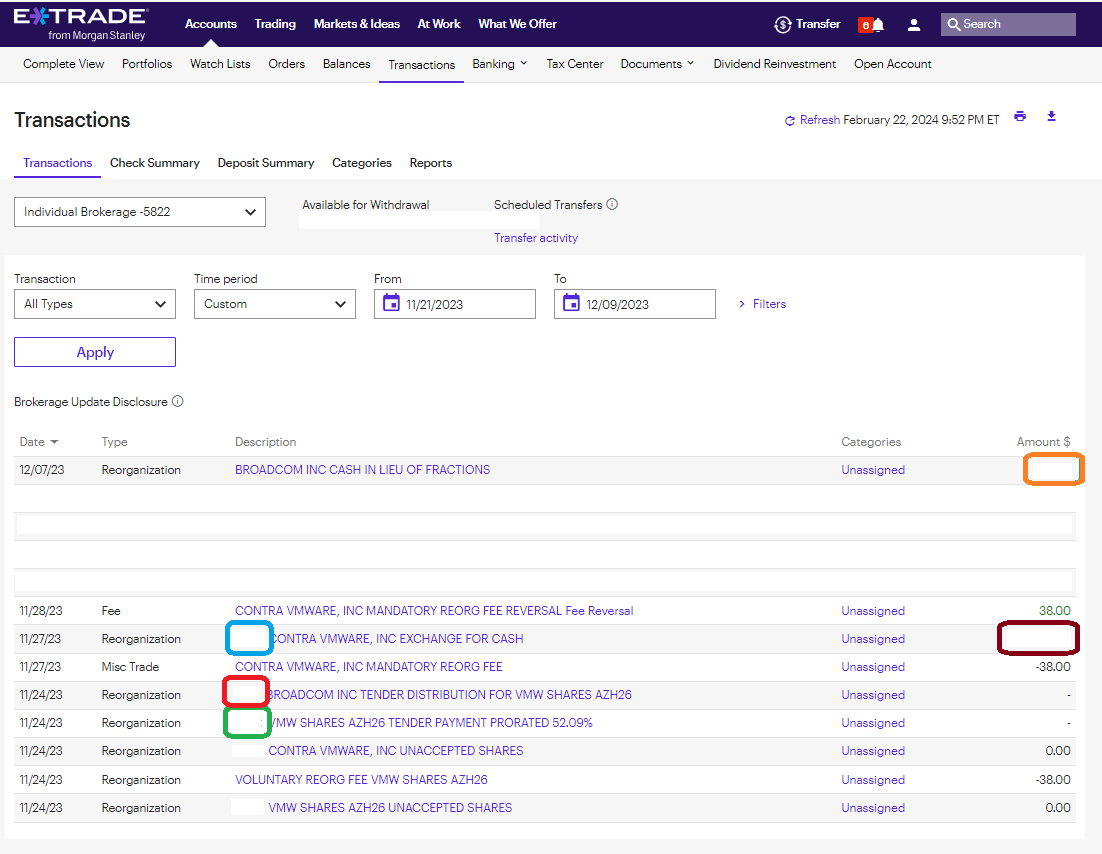 E*TRADE
from Morgan Stanley
Accounts Trading Markets & Ideas At Work What We Offer Transfer 6 Search
Complete View Portfolios Watch Lists Orders Balances Transactions Banking Tax Center Documents Dividend Reinvestment Open Account
Transactions
Refresh February 22, 2024 9:52 PM ET
Transactions Check Summary Deposit Summary Categories Reports
Individual Brokerage -5822
Available for Withdrawal Scheduled Transfers
Transfer activity
Transaction Time period From To
All Types Custom 11/21/2023 12/09/2023 Filters
Apply
Brokerage Update Disclosure
Date Type Description Categories Amount $
12/07/23 Reorganization BROADCOM INC CASH IN LIEU OF FRACTIONS Unassigned
11/28/23 Fee CONTRA VMWARE, INC MANDATORY REORG FEE REVERSAL Fee Reversal Unassigned 38.00
11/27/23 Reorganization CONTRA VMWARE, INC EXCHANGE FOR CASH Unassigned
11/27/23 Misc Trade CONTRA VMWARE, INC MANDATORY REORG FEE Unassigned -38.00
11/24/23 Reorganization BROADCOM INC TENDER DISTRIBUTION FOR VMW SHARES AZH26 Unassigned -
11/24/23 Reorganization VMW SHARES AZH26 TENDER PAYMENT PRORATED 52.09% Unassigned -
11/24/23 Reorganization CONTRA VMWARE, INC UNACCEPTED SHARES Unassigned 0.00
11/24/23 Reorganization VOLUNTARY REORG FEE VMW SHARES AZH26 Unassigned -38.00
11/24/23 Reorganization VMW SHARES AZH26 UNACCEPTED SHARES Unassigned 0.00